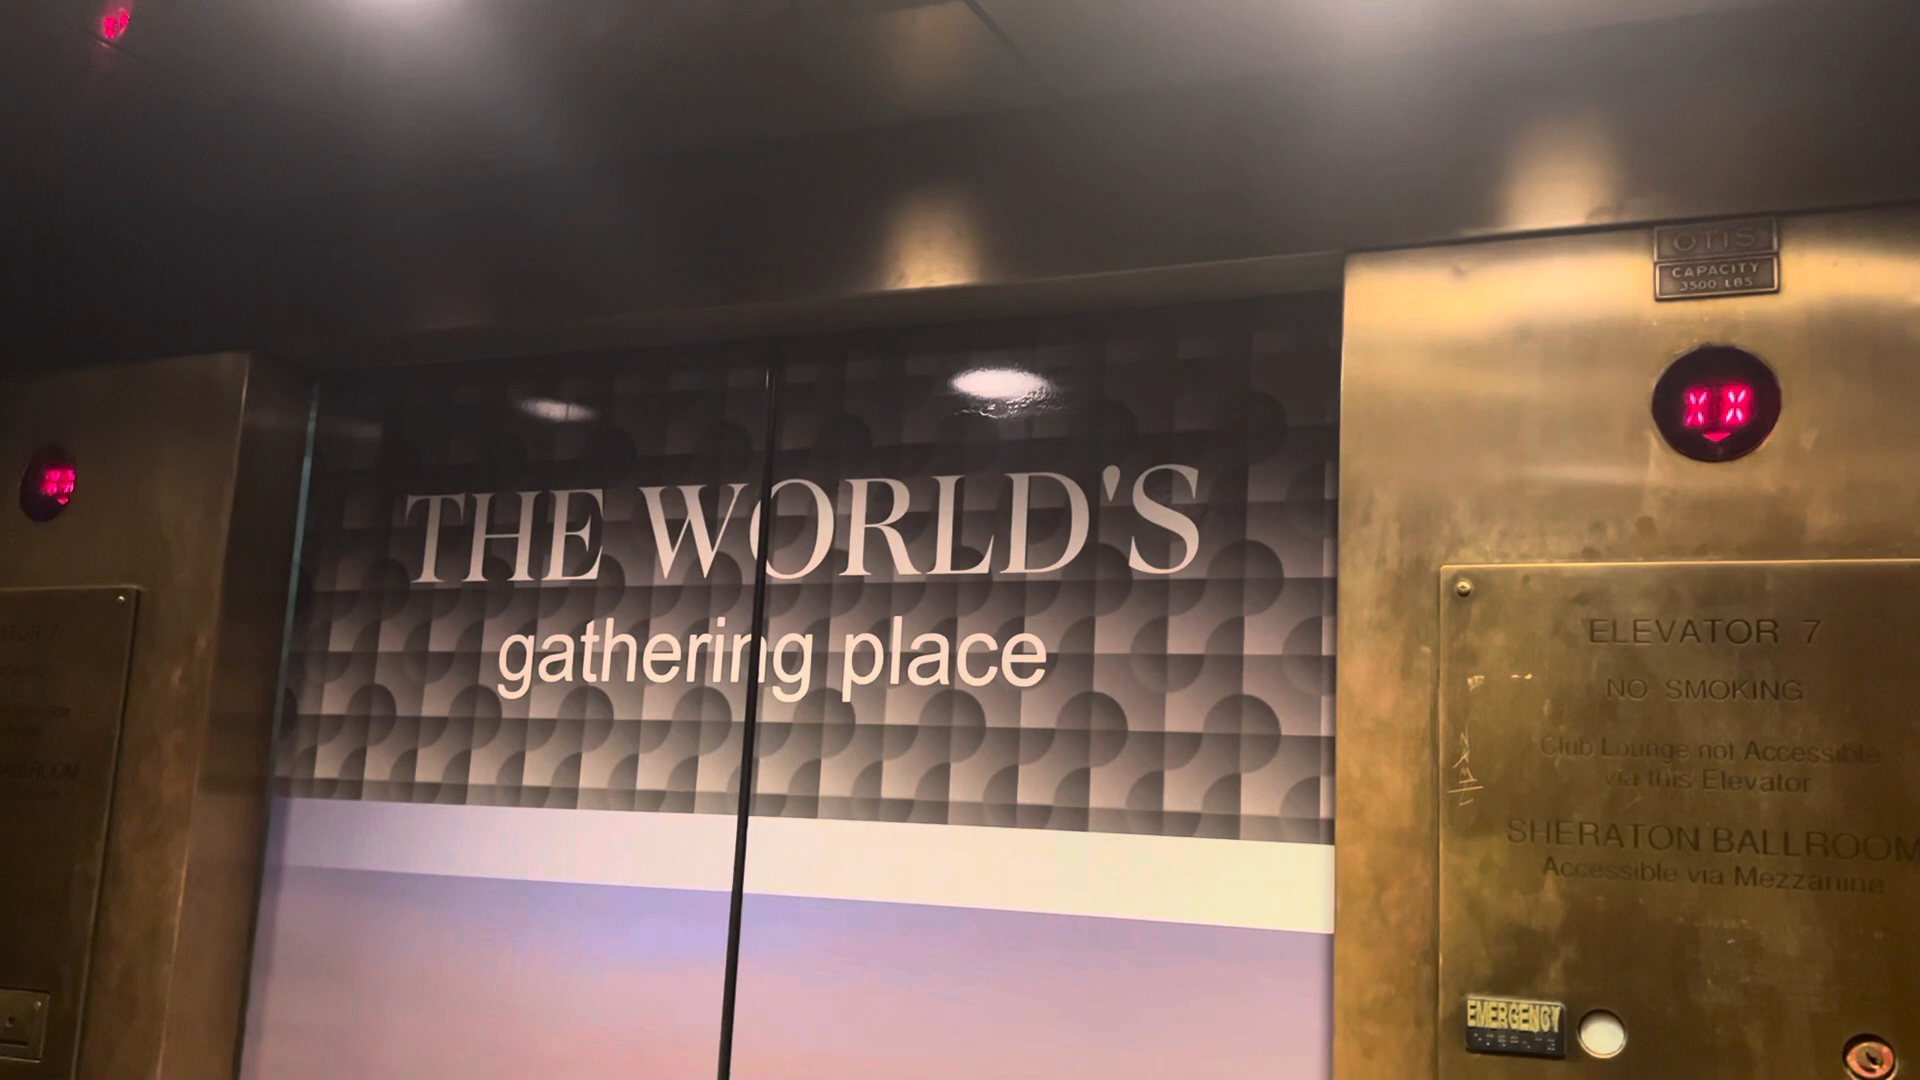 THE WORLD'S
gathering place
OTIS
CAPACITY
3500 LBS
XX
ELEVATOR 7
NO SMOKING
Club Lounge not Accessible
via this Elevator
SHERATON BALLROOM
Accessible via Mezzanine
EMERGENCY